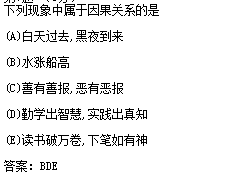 下列现象中属于因果关系的是
(A)白天过去,黑夜到来
(B)水涨船高
(C)善有善报,恶有恶报
(D)勤学出智慧,实践出真知
(E)读书破万卷,下笔如有神
答案: BDE